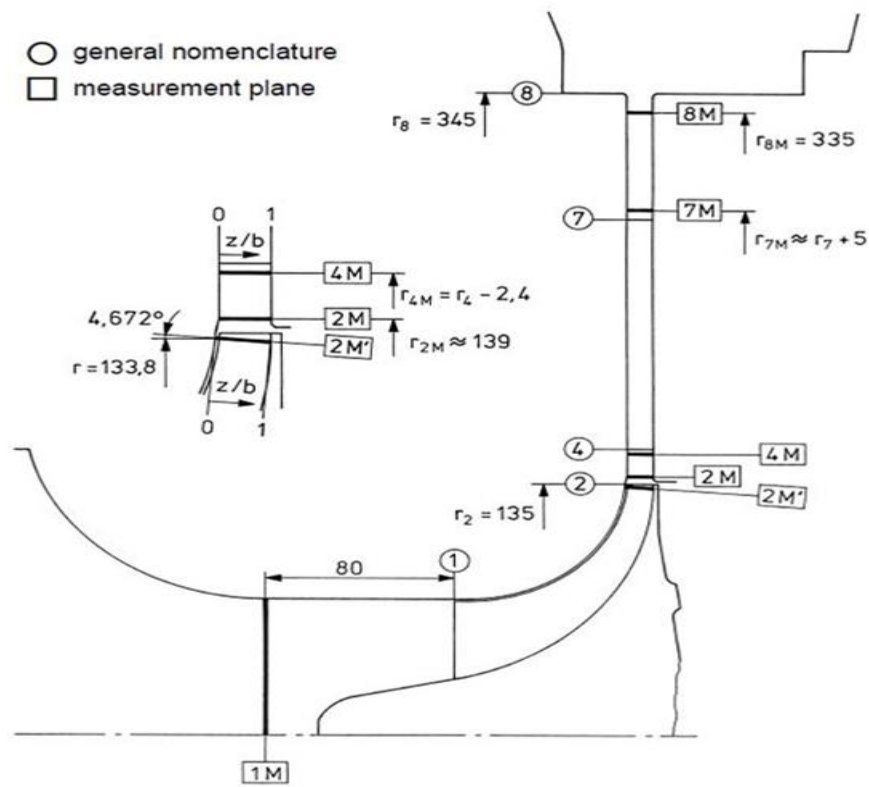 general nomenclature
measurement plane
8
8M
r8 = 345
r8M = 335
7
7M
r7M ≈ r7 + 5
0 1
z/b
4M
r4M = r4 − 2,4
4,672°
2M
2M'
r2M ≈ 139
r = 133,8
z/b
0 1
4
4M
2
2M
2M'
r2 = 135
1
80
1M